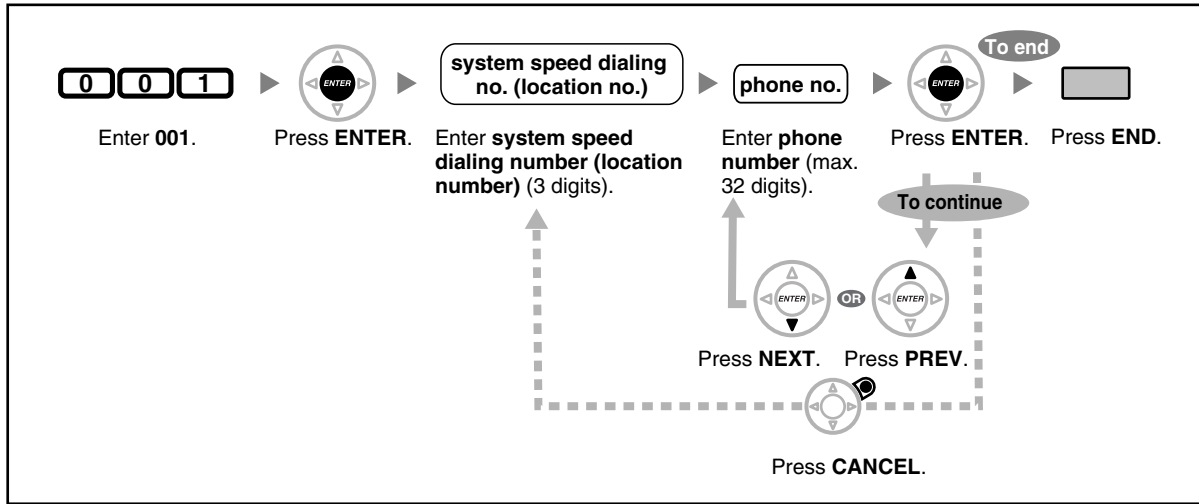 To end
0 0 1
ENTER
system speed dialing
no. (location no.)
phone no.
ENTER
Enter 001.
Press ENTER.
Enter system speed
dialing number (location
number) (3 digits).
Enter phone
number (max.
32 digits).
Press ENTER.
Press END.
To continue
ENTER
OR
ENTER
Press NEXT.
Press PREV.
Press CANCEL.